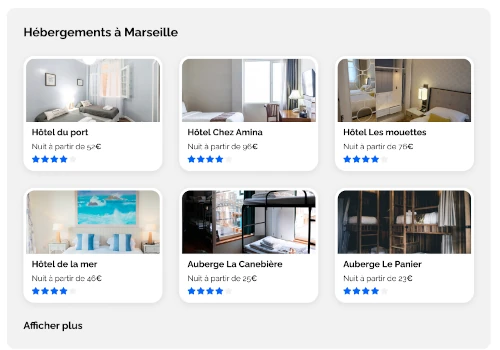 Hébergements à Marseille
Hôtel du port
Nuit à partir de 52€
Hôtel Chez Amina
Nuit à partir de 96€
Hôtel Les mouettes
Nuit à partir de 76€
Hôtel de la mer
Nuit à partir de 46€
Auberge La Canebière
Nuit à partir de 25€
Auberge Le Panier
Nuit à partir de 23€
Afficher plus